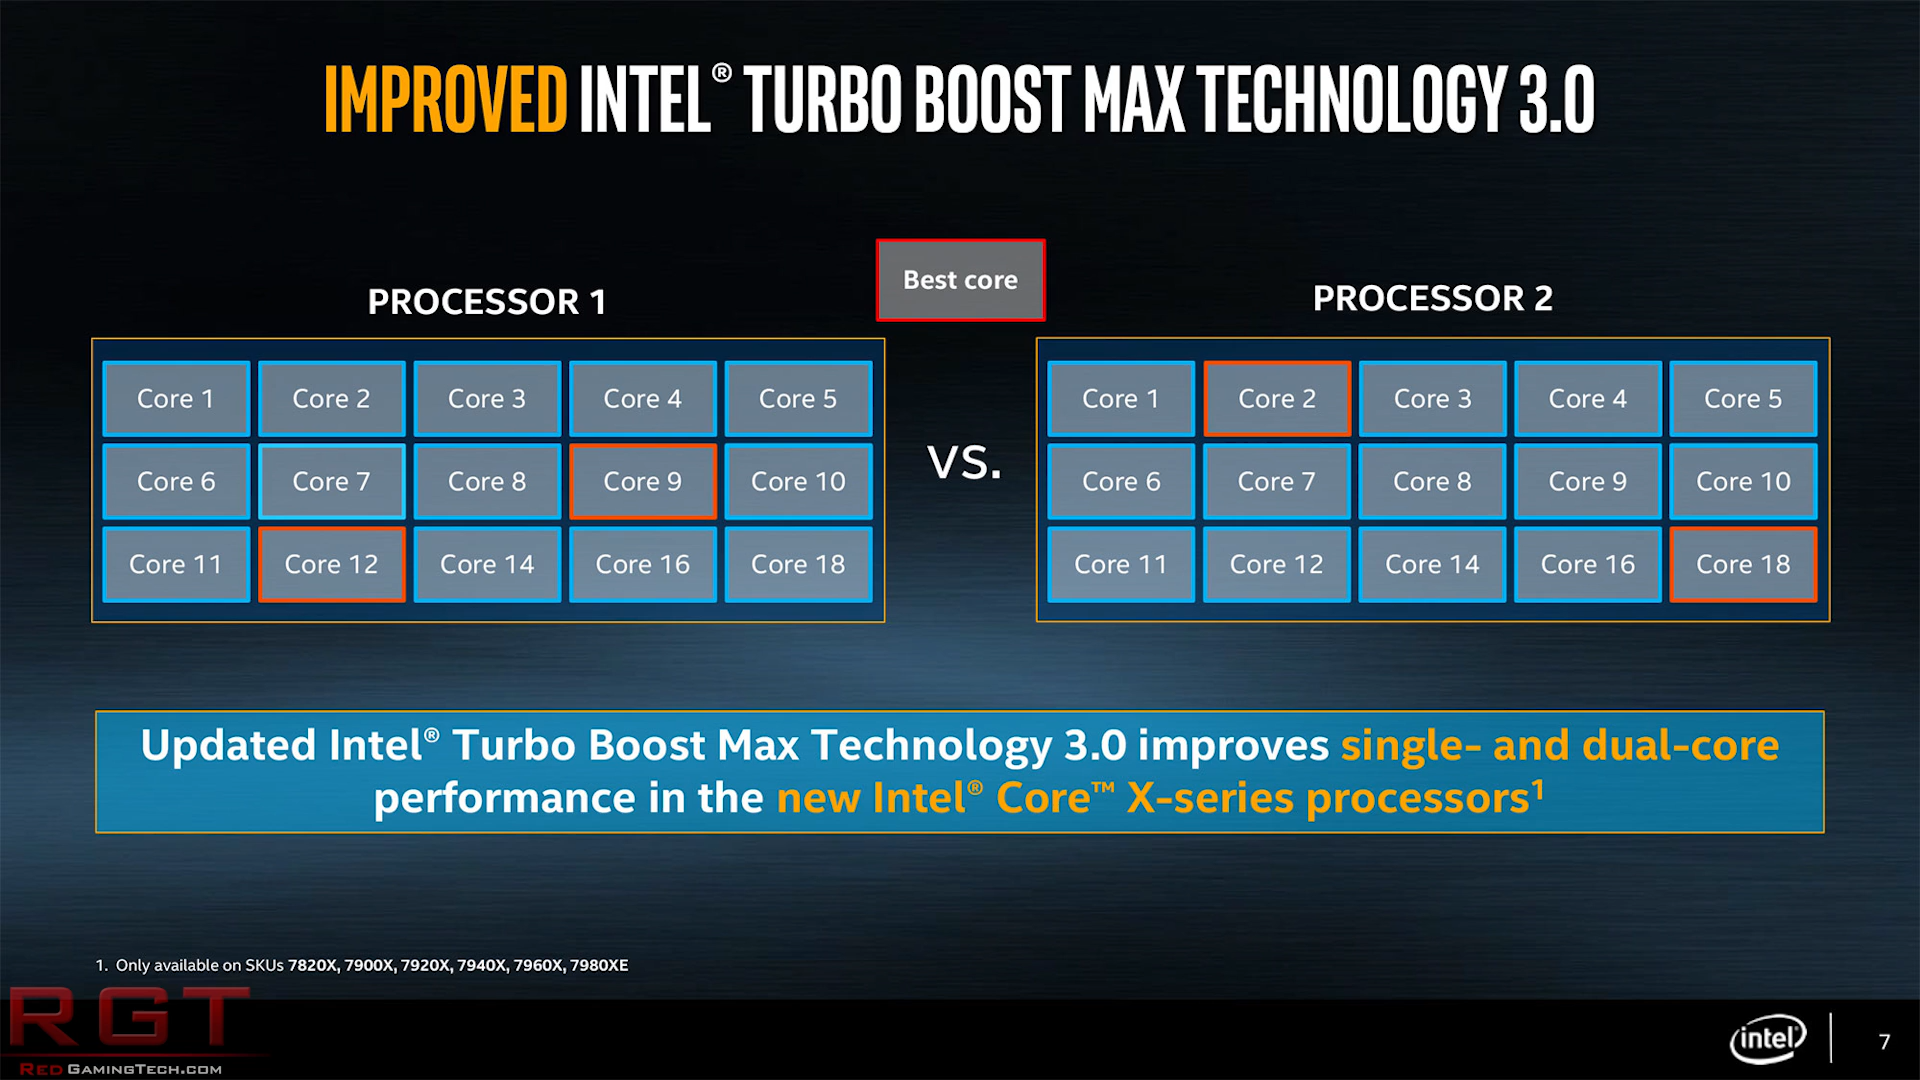 IMPROVED INTEL® TURBO BOOST MAX TECHNOLOGY 3.0
Best core
PROCESSOR 1
Core 1 Core 2 Core 3 Core 4 Core 5
Core 6 Core 7 Core 8 Core 9 Core 10
Core 11 Core 12 Core 14 Core 16 Core 18
vs.
PROCESSOR 2
Core 1 Core 2 Core 3 Core 4 Core 5
Core 6 Core 7 Core 8 Core 9 Core 10
Core 11 Core 12 Core 14 Core 16 Core 18
Updated Intel® Turbo Boost Max Technology 3.0 improves single- and dual-core
performance in the new Intel® Core™ X-series processors¹
1. Only available on SKUs 7820X, 7900X, 7920X, 7940X, 7960X, 7980XE
RGT
REDGAMINGTECH.COM
intel®
7